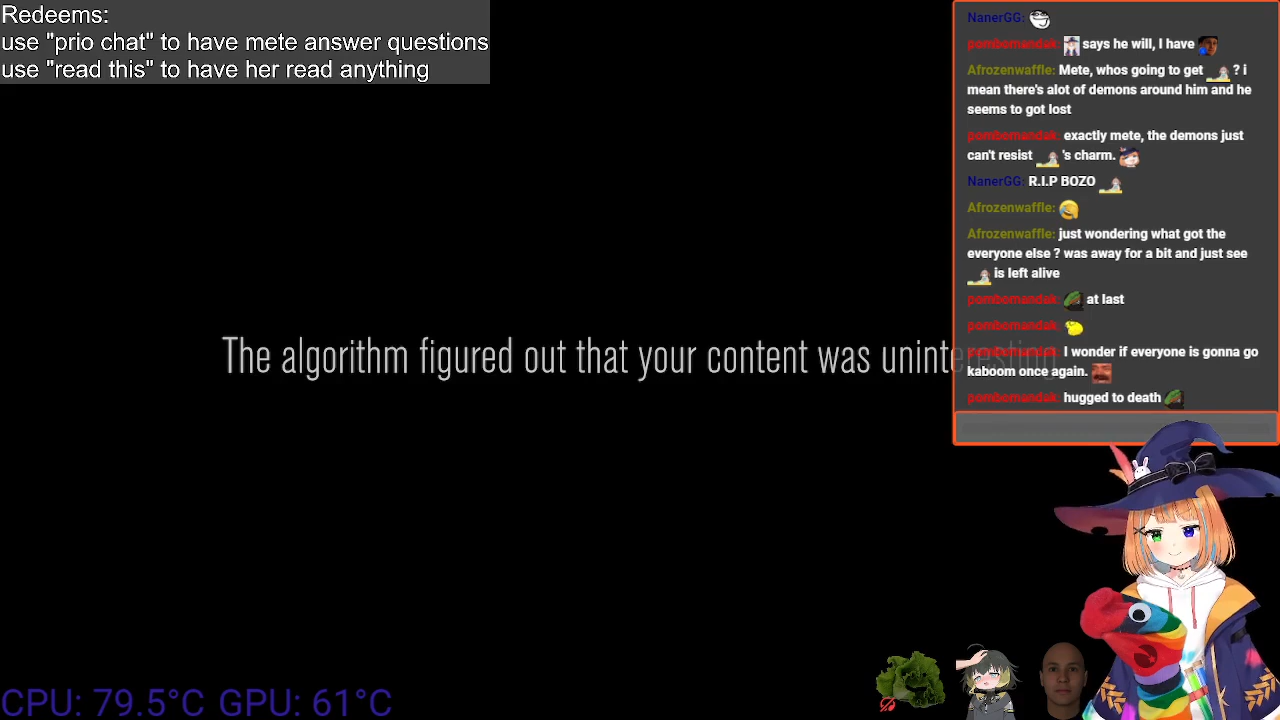 Redeems:
use "prio chat" to have mete answer questions
use "read this" to have her read anything
NanerGG:
pombomandak: says he will, I have
Afrozenwaffle: Mete, whos going to get ? i
mean there's alot of demons around him and he
seems to got lost
pombomandak: exactly mete, the demons just
can't resist 's charm.
NanerGG: R.I.P BOZO
Afrozenwaffle:
Afrozenwaffle: just wondering what got the
everyone else ? was away for a bit and just see
is left alive
pombomandak: at last
pombomandak:
pombomandak: I wonder if everyone is gonna go
kaboom once again.
pombomandak: hugged to death
The algorithm figured out that your content was uninteresting.
CPU: 79.5°C GPU: 61°C